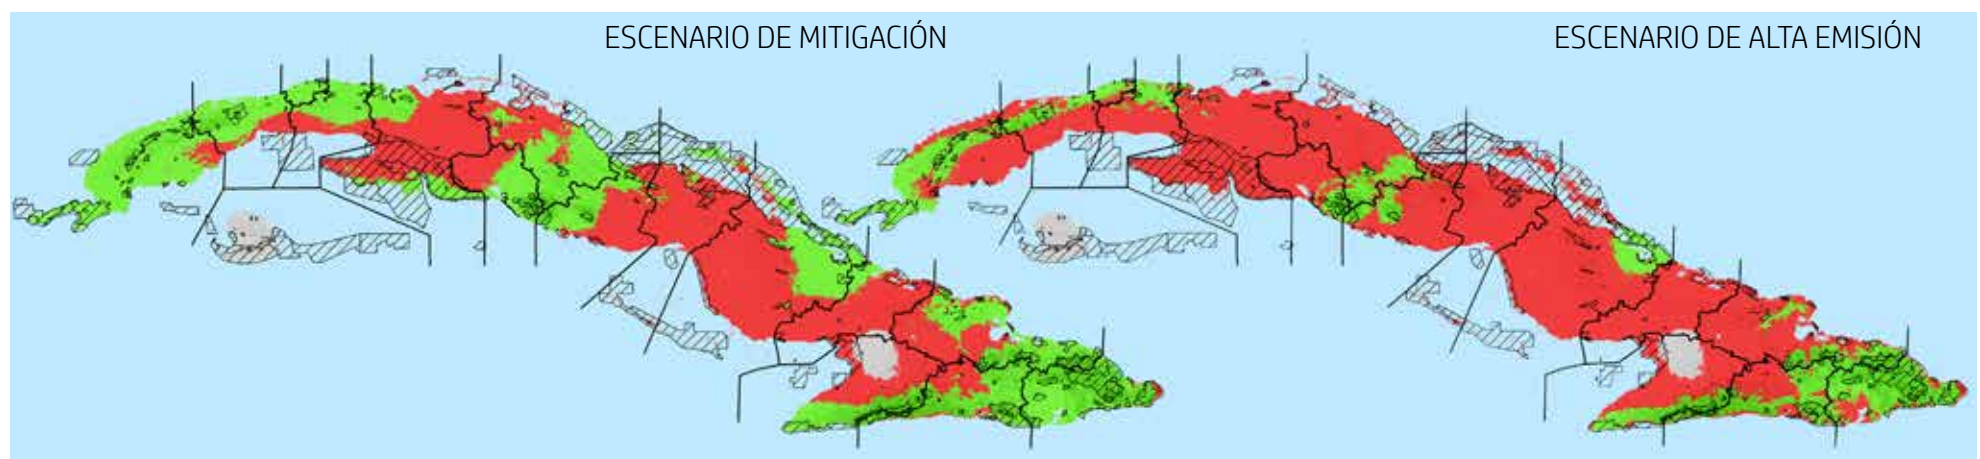 ESCENARIO DE MITIGACIÓN
ESCENARIO DE ALTA EMISIÓN